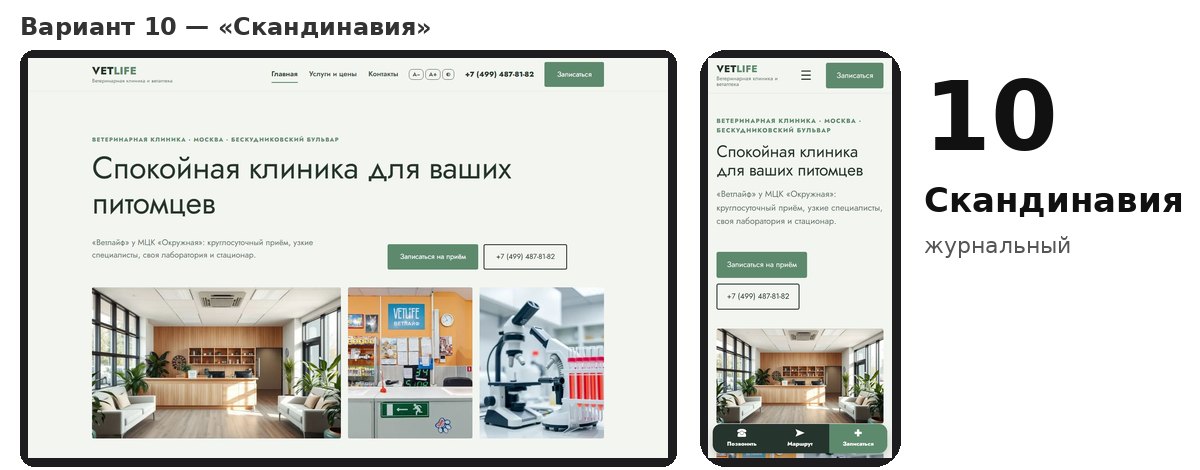 Вариант 10 — «Скандинавия»
VETLIFE
Ветеринарная клиника и ветаптека
Главная Услуги и цены Контакты A− A+ +7 (499) 487-81-82 Записаться
ВЕТЕРИНАРНАЯ КЛИНИКА · МОСКВА · БЕСКУДНИКОВСКИЙ БУЛЬВАР
Спокойная клиника для ваших
питомцев
«Ветлайф» у МЦК «Окружная»: круглосуточный приём, узкие
специалисты, своя лаборатория и стационар.
Записаться на приём +7 (499) 487-81-82
VETLIFE
ВЕТЛАЙФ
VETLIFE
Ветеринарная клиника и
ветаптека
Записаться
ВЕТЕРИНАРНАЯ КЛИНИКА · МОСКВА ·
БЕСКУДНИКОВСКИЙ БУЛЬВАР
Спокойная клиника
для ваших питомцев
«Ветлайф» у МЦК «Окружная»:
круглосуточный приём, узкие специалисты,
своя лаборатория и стационар.
Записаться на приём
+7 (499) 487-81-82
Позвонить Маршрут Записаться
10
Скандинавия
журнальный